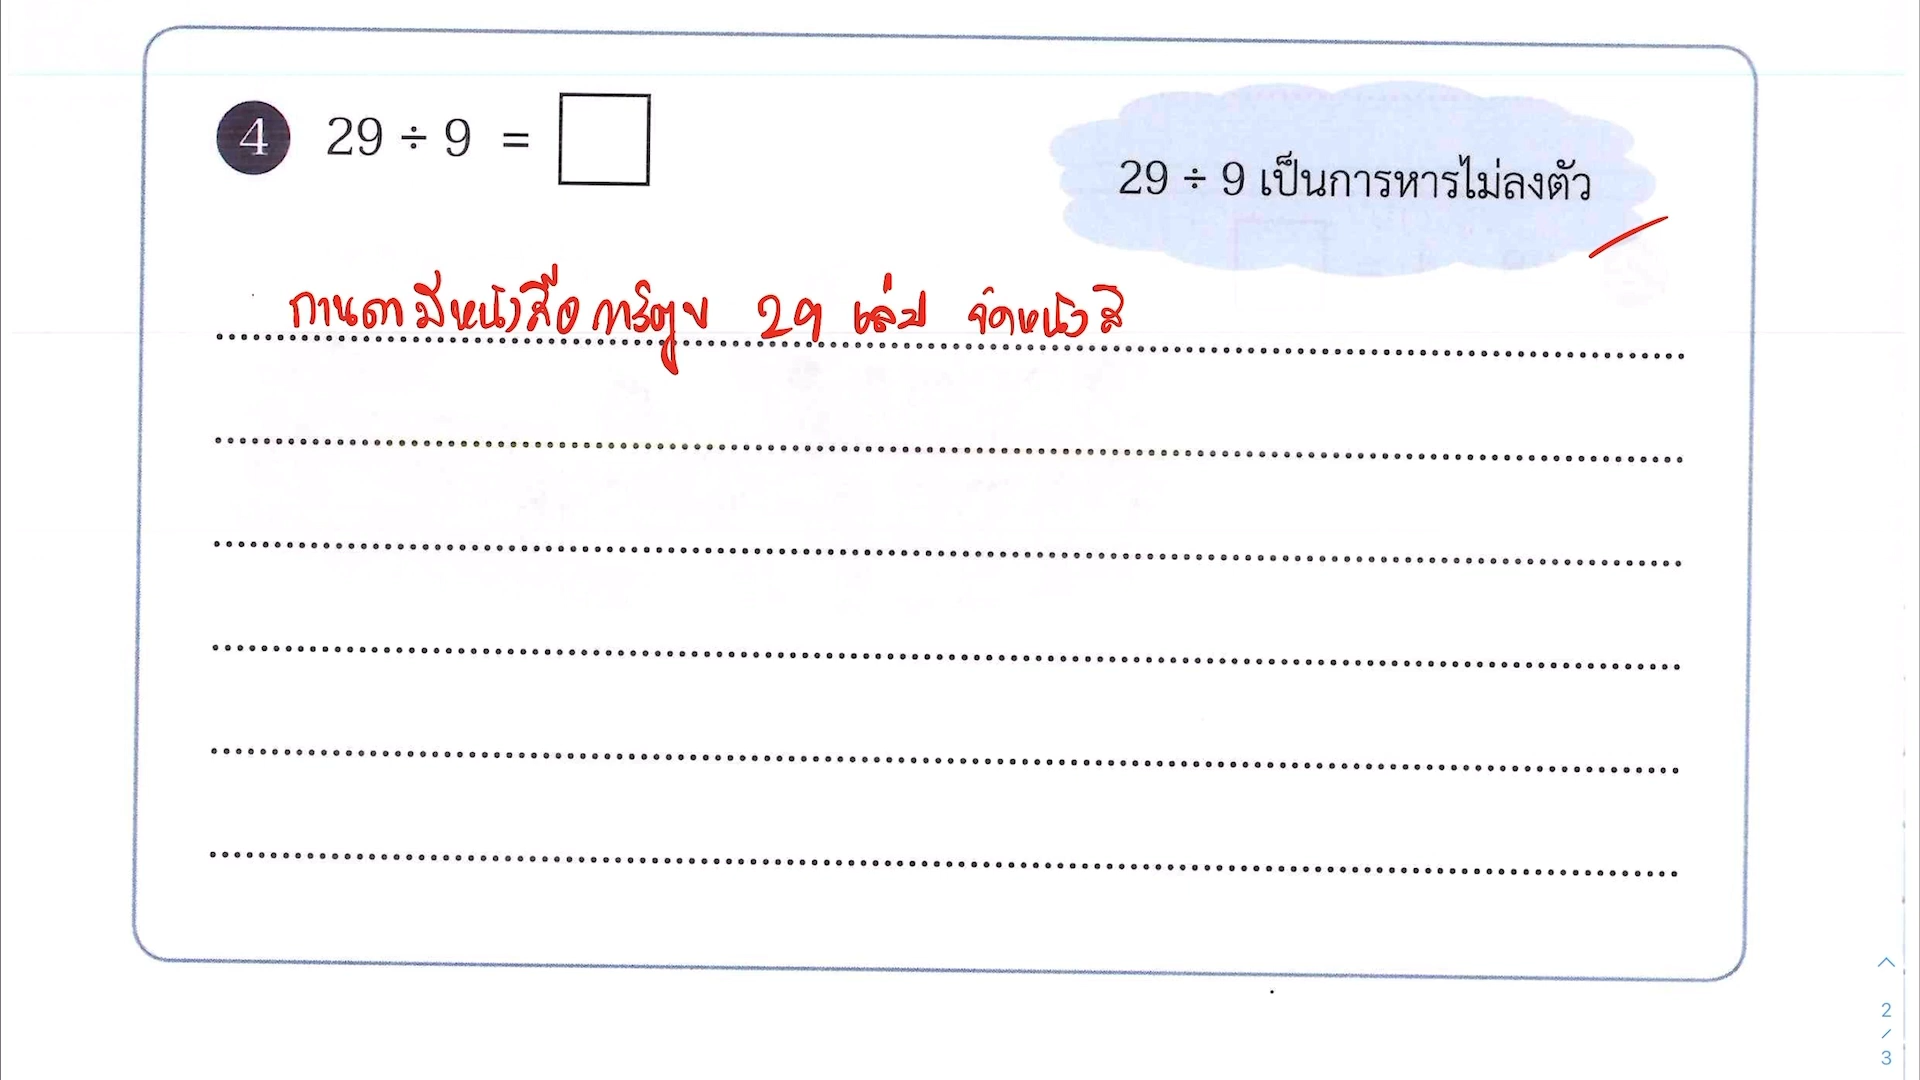 4 29 ÷ 9 =
29 ÷ 9 เป็นการหารไม่ลงตัว
กานดามีหนังสือการ์ตูน 29 เล่ม จัดหนังสื
2
/
3